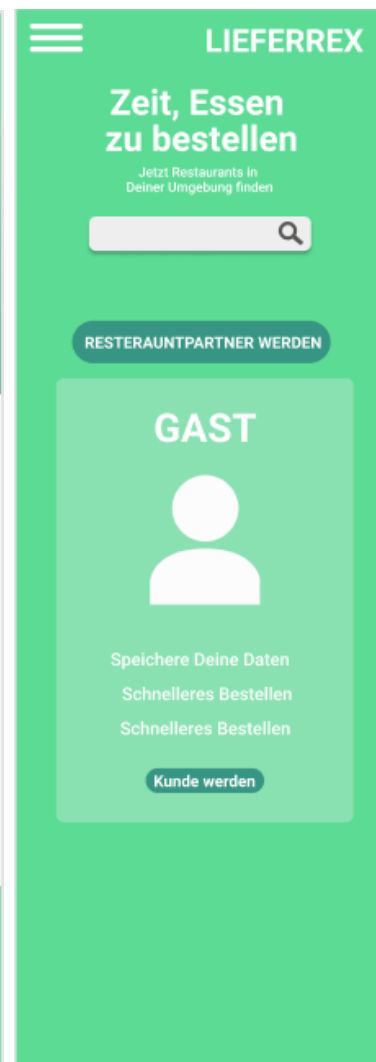 LIEFERREX
Zeit, Essen
zu bestellen
Jetzt Restaurants in
Deiner Umgebung finden
RESTERAUNTPARTNER WERDEN
GAST
Speichere Deine Daten
Schnelleres Bestellen
Schnelleres Bestellen
Kunde werden